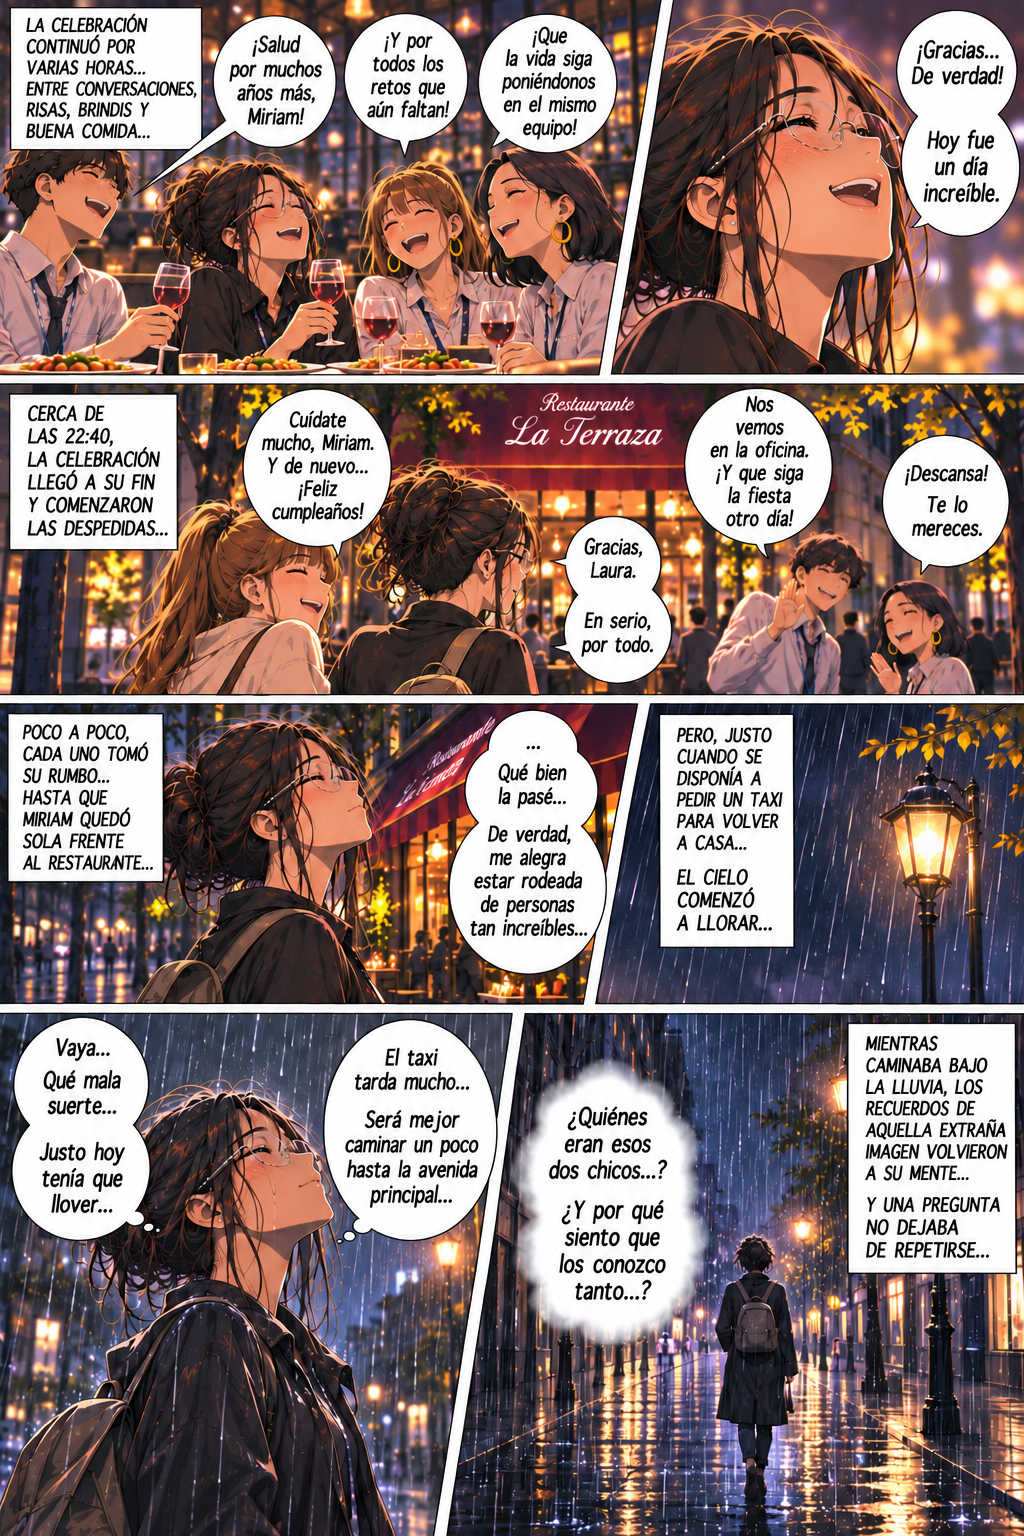 LA CELEBRACIÓN
CONTINUÓ POR
VARIAS HORAS...
ENTRE CONVERSACIONES,
RISAS, BRINDIS Y
BUENA COMIDA...
¡Salud
por muchos
años más,
Miriam!
¡Y por
todos los
retos que
aún faltan!
¡Que
la vida siga
poniéndonos
en el mismo
equipo!
¡Gracias...
De verdad!
Hoy fue
un día
increíble.
CERCA DE
LAS 22:40,
LA CELEBRACIÓN
LLEGÓ A SU FIN
Y COMENZARON
LAS DESPEDIDAS...
Cuídate
mucho, Miriam.
Y de nuevo...
¡Feliz
cumpleaños!
Restaurante
La Terraza
Gracias,
Laura.
En serio,
por todo.
Nos
vemos
en la oficina.
¡Y que siga
la fiesta
otro día!
¡Descansa!
Te lo
mereces.
POCO A POCO,
CADA UNO TOMÓ
SU RUMBO...
HASTA QUE
MIRIAM QUEDÓ
SOLA FRENTE
AL RESTAURANTE...
Restaurante
La Terraza
...
Qué bien
la pasé...
De verdad,
me alegra
estar rodeada
de personas
tan increíbles...
PERO, JUSTO
CUANDO SE
DISPONÍA A
PEDIR UN TAXI
PARA VOLVER
A CASA...
EL CIELO
COMENZÓ
A LLORAR...
Vaya...
Qué mala
suerte...
Justo hoy
tenía que
llover...
El taxi
tarda mucho...
Será mejor
caminar un poco
hasta la avenida
principal...
¿Quiénes
eran esos
dos chicos...?
¿Y por qué
siento que
los conozco
tanto...?
MIENTRAS
CAMINABA BAJO
LA LLUVIA, LOS
RECUERDOS DE
AQUELLA EXTRAÑA
IMAGEN VOLVIERON
A SU MENTE...
Y UNA PREGUNTA
NO DEJABA
DE REPETIRSE...